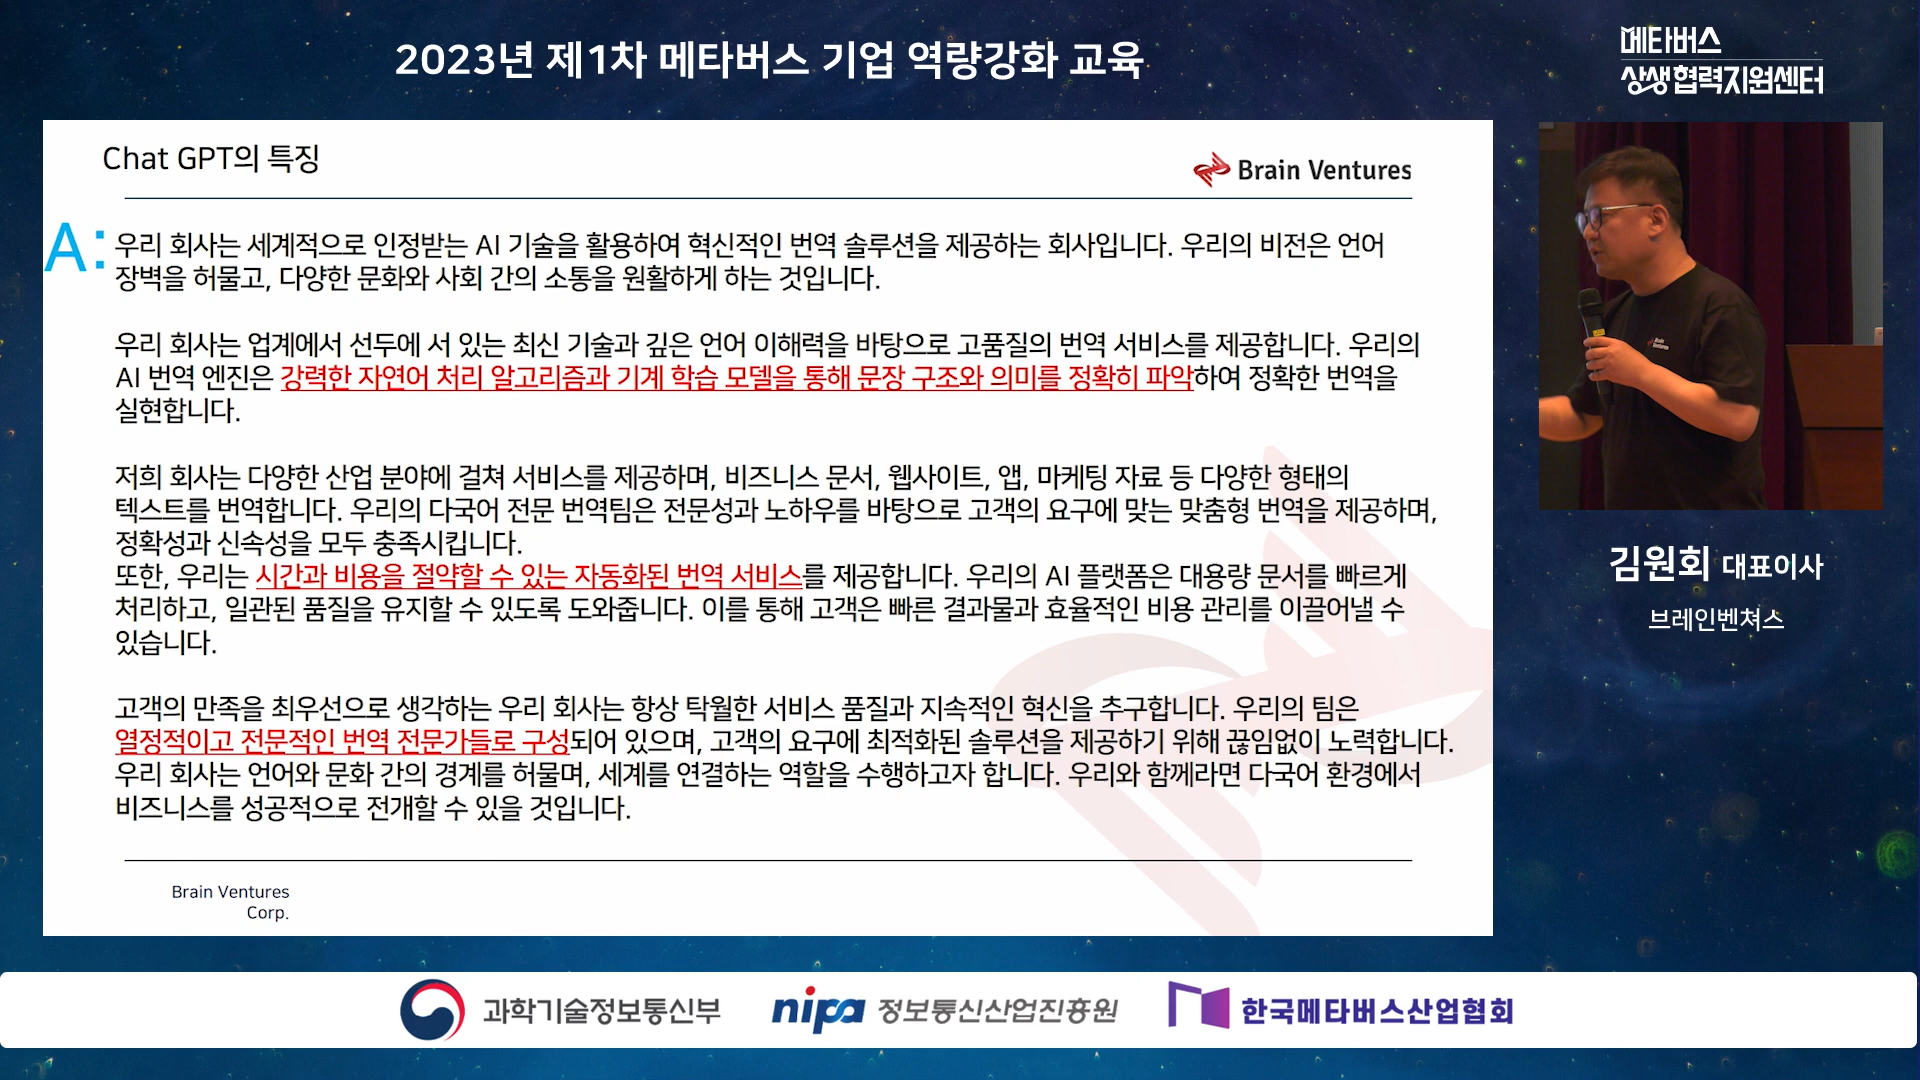 2023년 제1차 메타버스 기업 역량강화 교육
메타버스
상생협력지원센터
Chat GPT의 특징
Brain Ventures
A:
우리 회사는 세계적으로 인정받는 AI 기술을 활용하여 혁신적인 번역 솔루션을 제공하는 회사입니다. 우리의 비전은 언어
장벽을 허물고, 다양한 문화와 사회 간의 소통을 원활하게 하는 것입니다.
우리 회사는 업계에서 선두에 서 있는 최신 기술과 깊은 언어 이해력을 바탕으로 고품질의 번역 서비스를 제공합니다. 우리의
AI 번역 엔진은 강력한 자연어 처리 알고리즘과 기계 학습 모델을 통해 문장 구조와 의미를 정확히 파악하여 정확한 번역을
실현합니다.
저희 회사는 다양한 산업 분야에 걸쳐 서비스를 제공하며, 비즈니스 문서, 웹사이트, 앱, 마케팅 자료 등 다양한 형태의
텍스트를 번역합니다. 우리의 다국어 전문 번역팀은 전문성과 노하우를 바탕으로 고객의 요구에 맞는 맞춤형 번역을 제공하며,
정확성과 신속성을 모두 충족시킵니다.
또한, 우리는 시간과 비용을 절약할 수 있는 자동화된 번역 서비스를 제공합니다. 우리의 AI 플랫폼은 대용량 문서를 빠르게
처리하고, 일관된 품질을 유지할 수 있도록 도와줍니다. 이를 통해 고객은 빠른 결과물과 효율적인 비용 관리를 이끌어낼 수
있습니다.
고객의 만족을 최우선으로 생각하는 우리 회사는 항상 탁월한 서비스 품질과 지속적인 혁신을 추구합니다. 우리의 팀은
열정적이고 전문적인 번역 전문가들로 구성되어 있으며, 고객의 요구에 최적화된 솔루션을 제공하기 위해 끊임없이 노력합니다.
우리 회사는 언어와 문화 간의 경계를 허물며, 세계를 연결하는 역할을 수행하고자 합니다. 우리와 함께라면 다국어 환경에서
비즈니스를 성공적으로 전개할 수 있을 것입니다.
Brain Ventures
Corp.
Brain
Ventures
김원회 대표이사
브레인벤쳐스
과학기술정보통신부
nipa 정보통신산업진흥원
한국메타버스산업협회